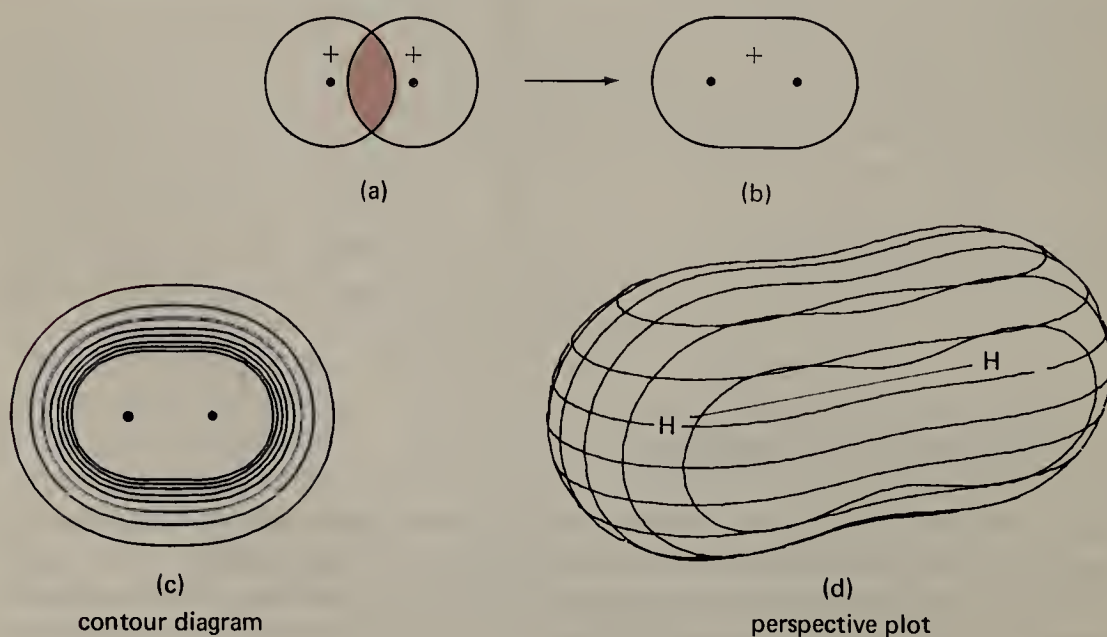 + +
+
(a)
(b)
H
H
(c)
contour diagram
(d)
perspective plot